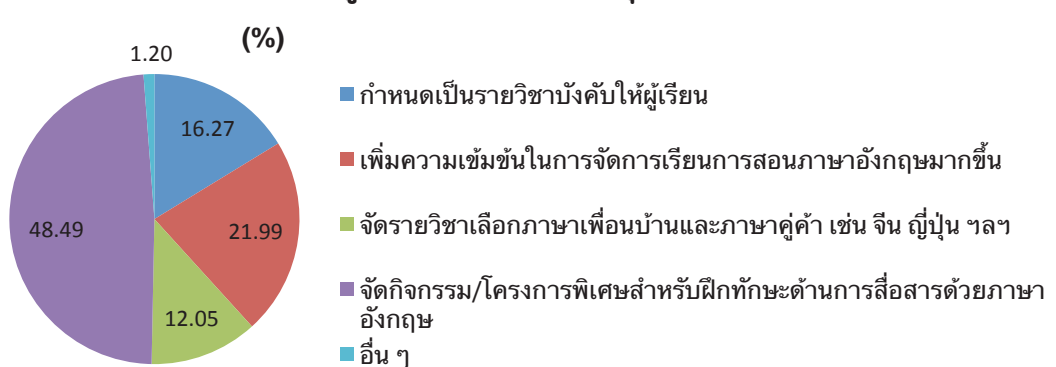 (%)
1.20
16.27
48.49
21.99
12.05
กำหนดเป็นรายวิชาบังคับให้ผู้เรียน
เพิ่มความเข้มข้นในการจัดการเรียนการสอนภาษาอังกฤษมากขึ้น
จัดรายวิชาเลือกภาษาเพื่อนบ้านและภาษาคู่ค้า เช่น จีน ญี่ปุ่น ฯลฯ
จัดกิจกรรม/โครงการพิเศษสำหรับฝึกทักษะด้านการสื่อสารด้วยภาษา
อังกฤษ
อื่น ๆ